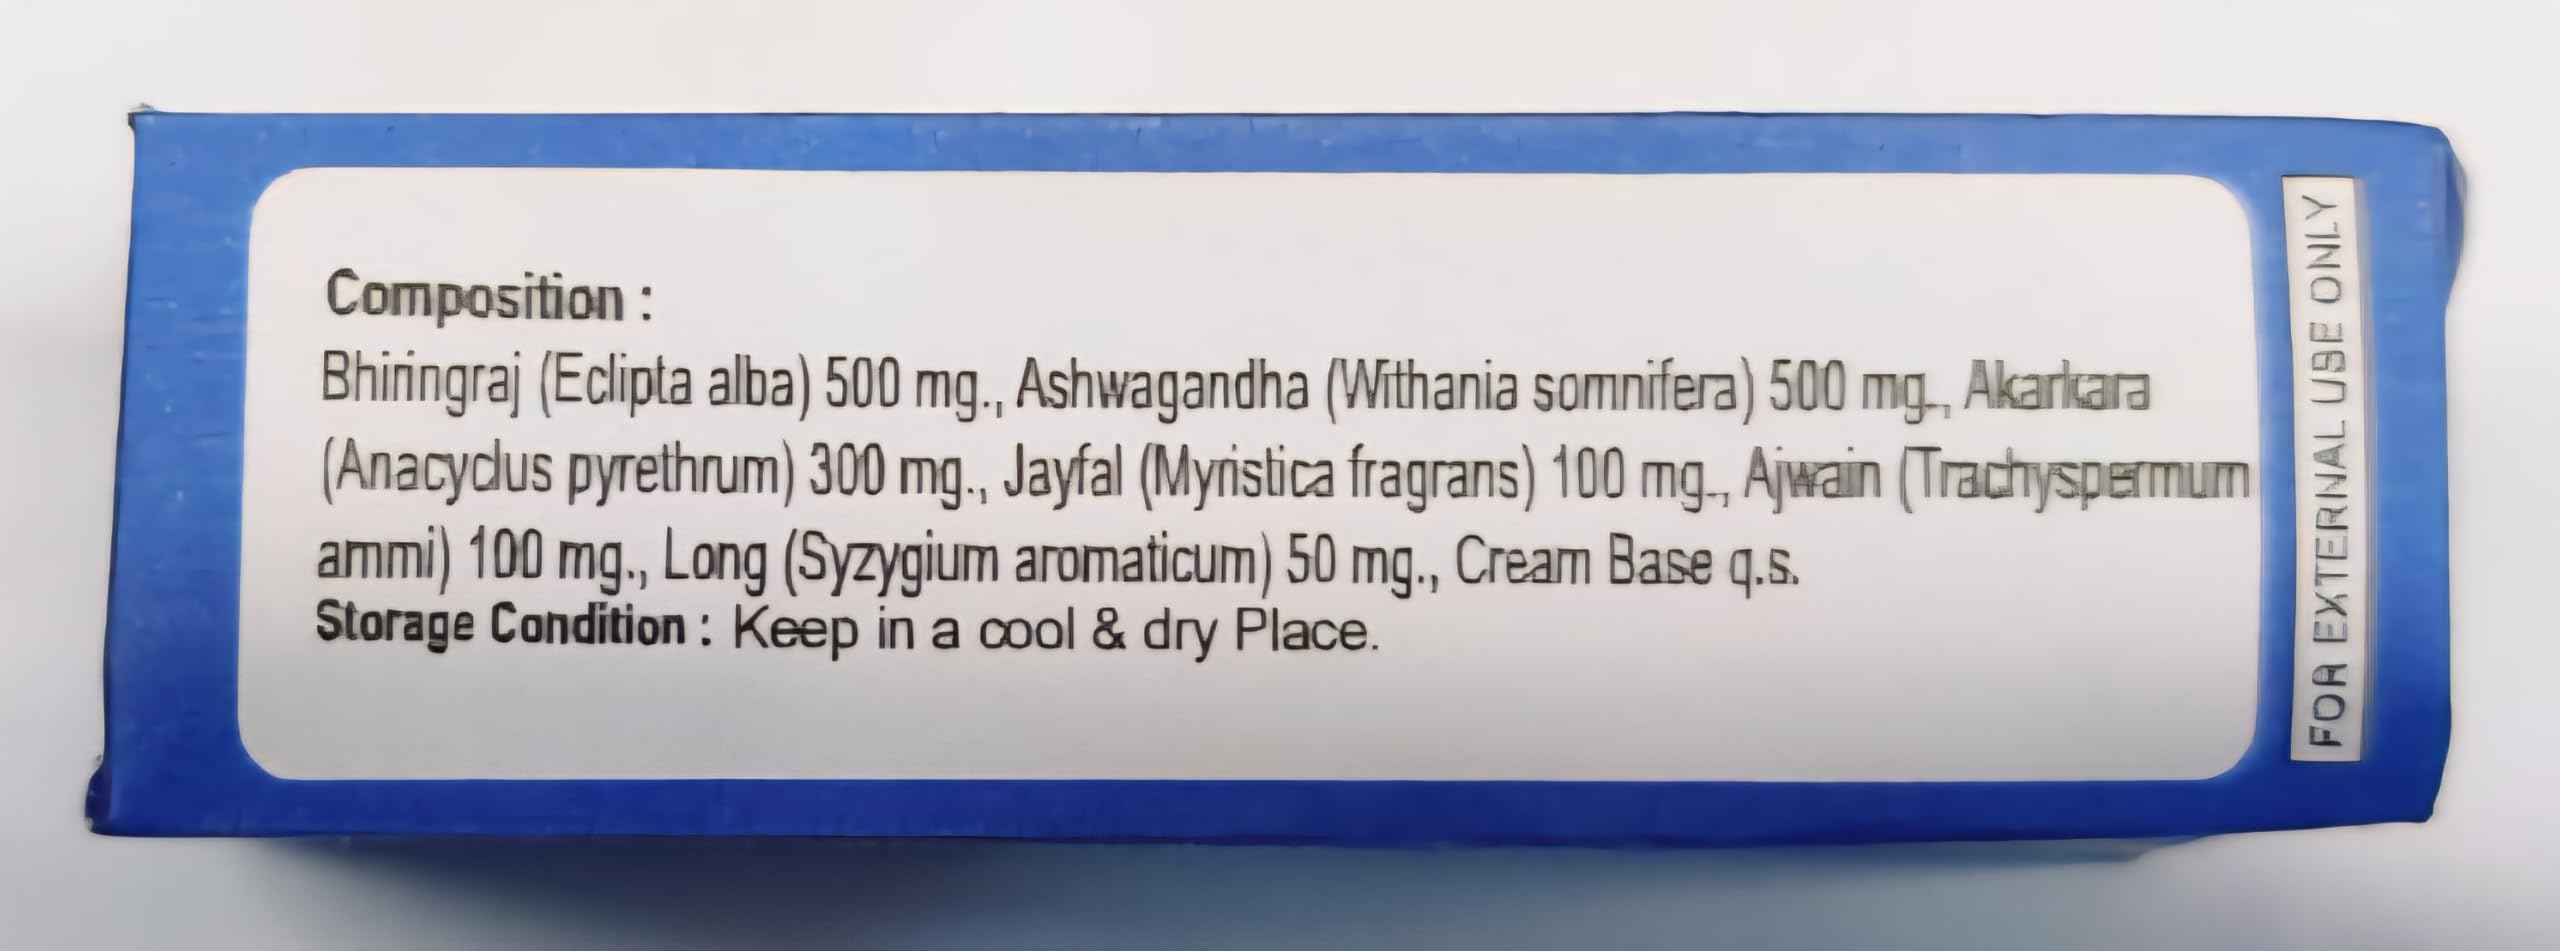 Composition :
Bhiringraj (Eclipta alba) 500 mg., Ashwagandha (Withania somnifera) 500 mg., Akarkara
(Anacyclus pyrethrum) 300 mg., Jayfal (Myristica fragrans) 100 mg., Ajwain (Trachyspermum
ammi) 100 mg., Long (Syzygium aromaticum) 50 mg., Cream Base q.s.
Storage Condition : Keep in a cool & dry Place.
FOR EXTERNAL USE ONLY